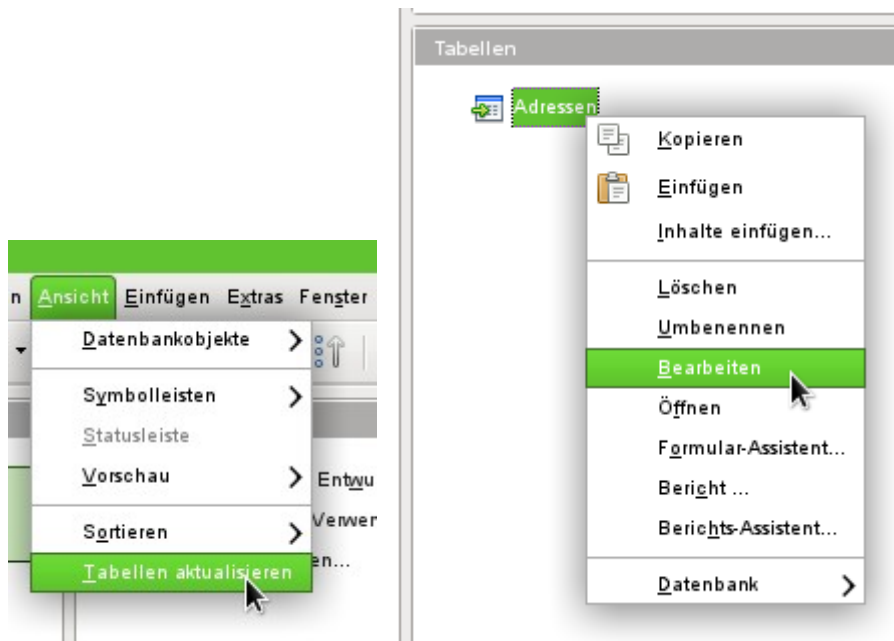 n Ansicht Einfügen Extras Fenster
Datenbankobjekte
Symbolleisten
Statusleiste
Vorschau
Entwu
Sortieren
Verwer
Tabellen aktualisieren
en...
Tabellen
Adressen
Kopieren
Einfügen
Inhalte einfügen...
Löschen
Umbenennen
Bearbeiten
Öffnen
Formular-Assistent...
Bericht ...
Berichts-Assistent...
Datenbank